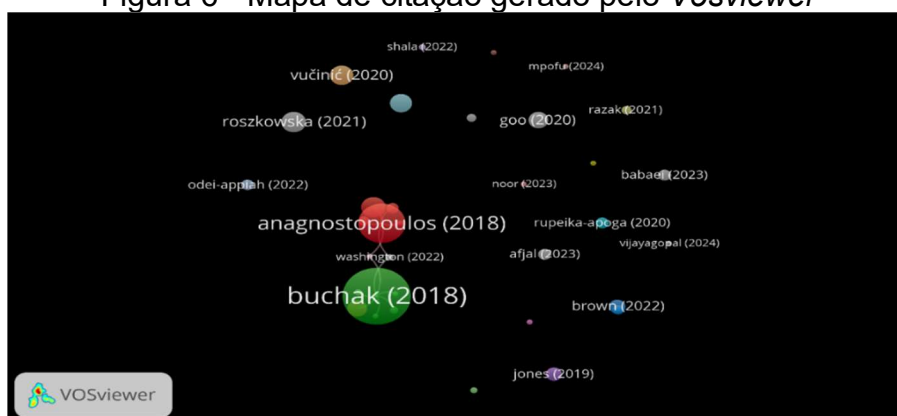 Figura 6 - Mapa de citação gerado pelo Vosviewer
shala (2022)
mpofu (2024)
vučinić (2020)
razak (2021)
roszkowska (2021)
goo (2020)
babaei (2023)
odei-appiah (2022)
noor (2023)
anagnostopoulos (2018)
rupeika-apoga (2020)
vijayagopal (2024)
washington (2022)
afjal (2023)
buchak (2018)
brown (2022)
jones (2019)
VOSviewer